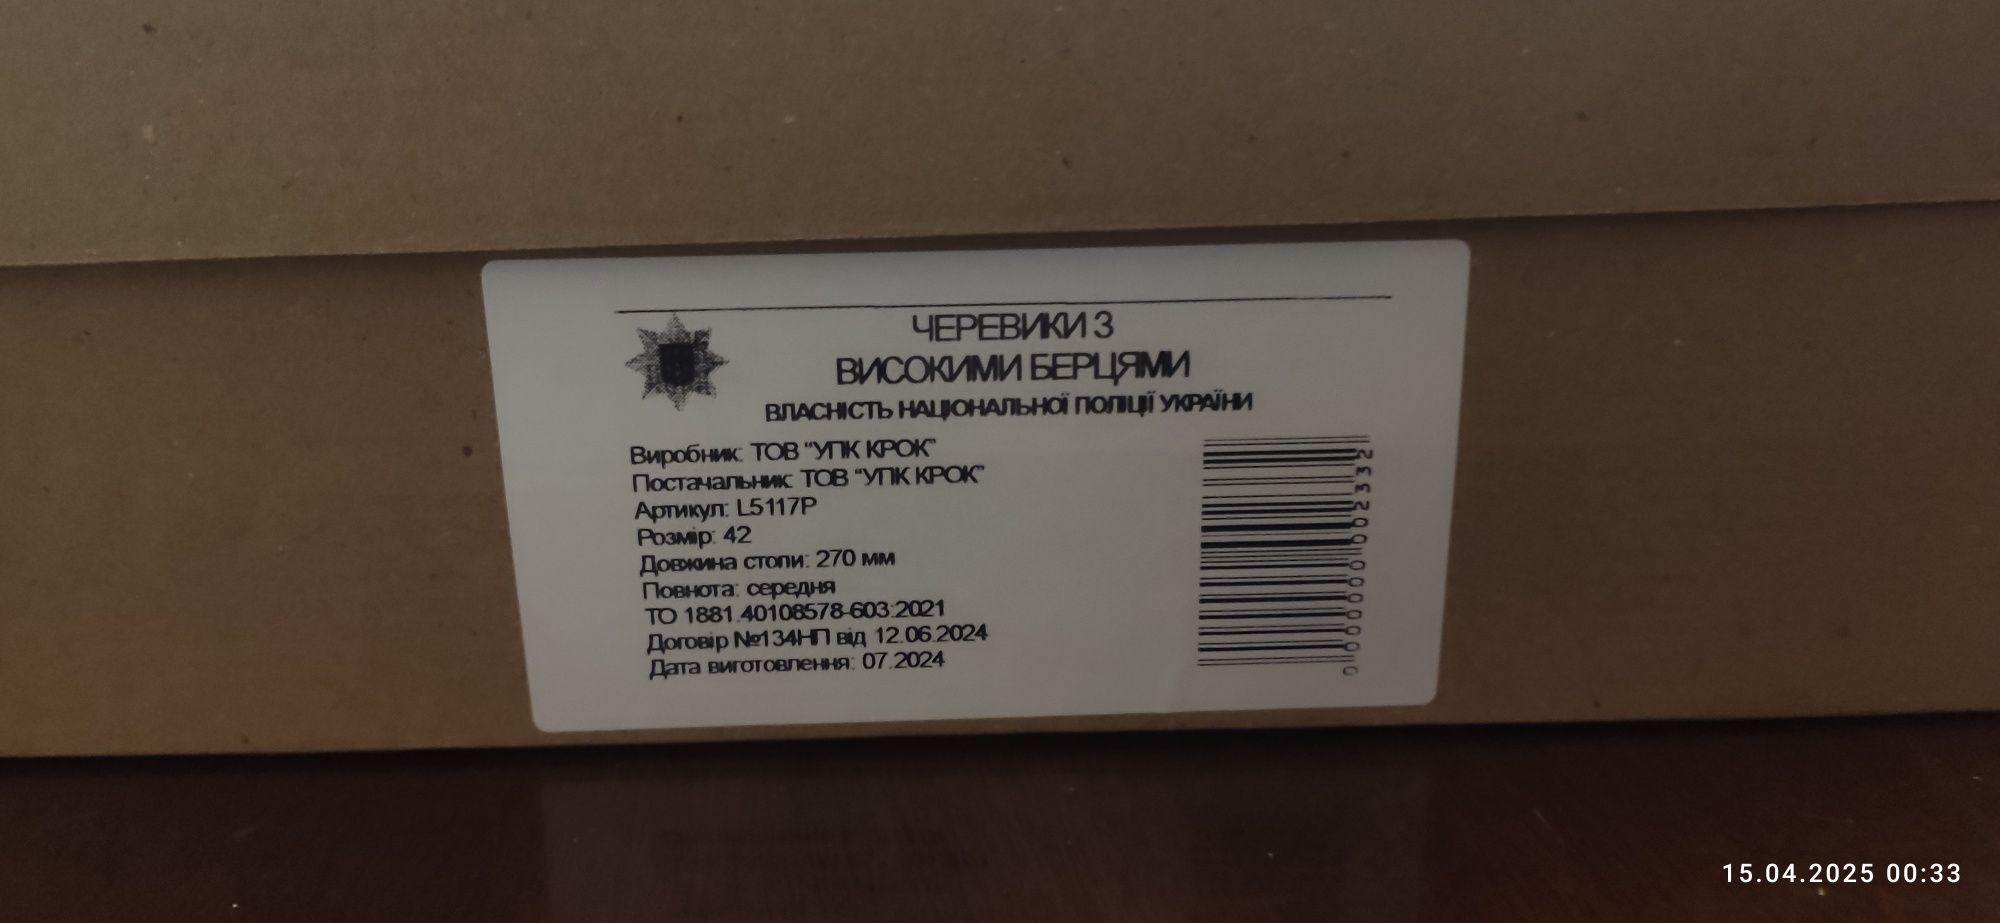 ЧЕРЕВИКИ З
ВИСОКИМИ БЕРЦЯМИ
ВЛАСНІСТЬ НАЦІОНАЛЬНОЇ ПОЛІЦІЇ УКРАЇНИ
Виробник: ТОВ “УПК КРОК”
Постачальник: ТОВ “УПК КРОК”
Артикул: L5117P
Розмір: 42
Довжина стопи: 270 мм
Повнота: середня
ТО 1881.40108578-603:2021
Договір №134НП від 12.06.2024
Дата виготовлення: 07.2024
0000000002332
15.04.2025 00:33